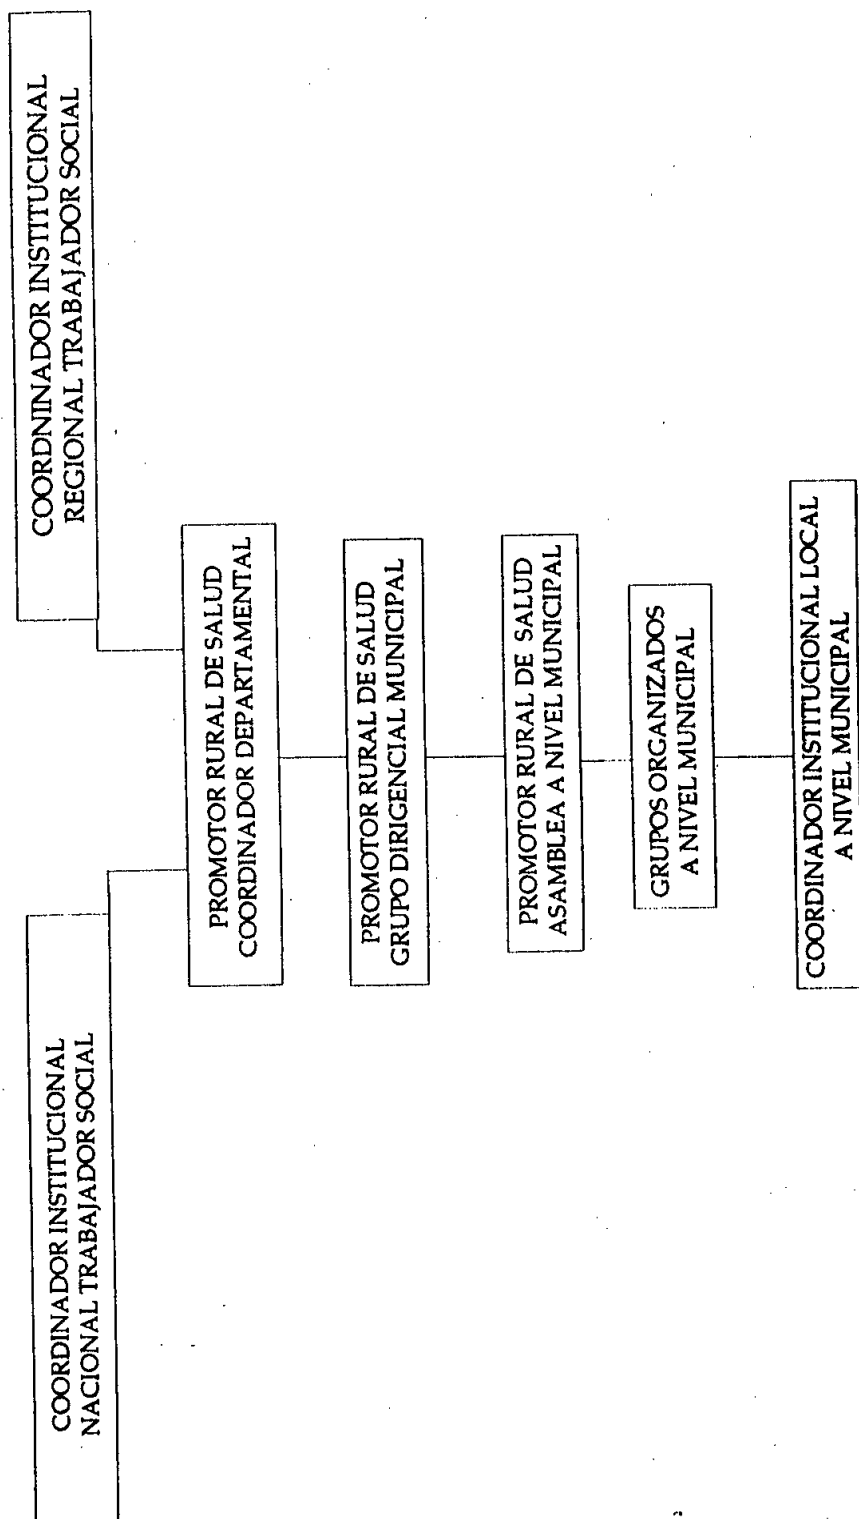 COORDINADOR INSTITUCIONAL
NACIONAL TRABAJADOR SOCIAL
COORDNINADOR INSTITUCIONAL
REGIONAL TRABAJADOR SOCIAL
PROMOTOR RURAL DE SALUD
COORDINADOR DEPARTAMENTAL
PROMOTOR RURAL DE SALUD
GRUPO DIRIGENCIAL MUNICIPAL
PROMOTOR RURAL DE SALUD
ASAMBLEA A NIVEL MUNICIPAL
GRUPOS ORGANIZADOS
A NIVEL MUNICIPAL
COORDINADOR INSTITUCIONAL LOCAL
A NIVEL MUNICIPAL